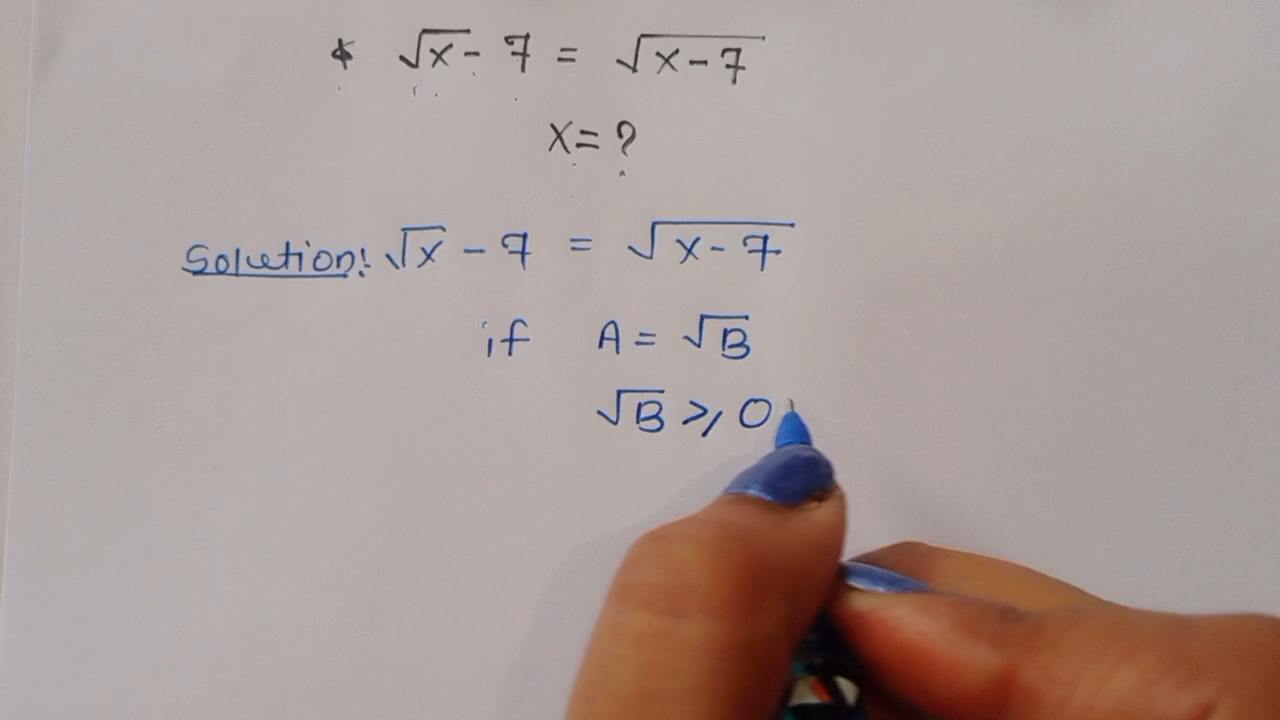 * √x - 7 = √(x-7)
x = ?
Solution: √x - 7 = √(x-7)
if A = √B
√B ≥ 0